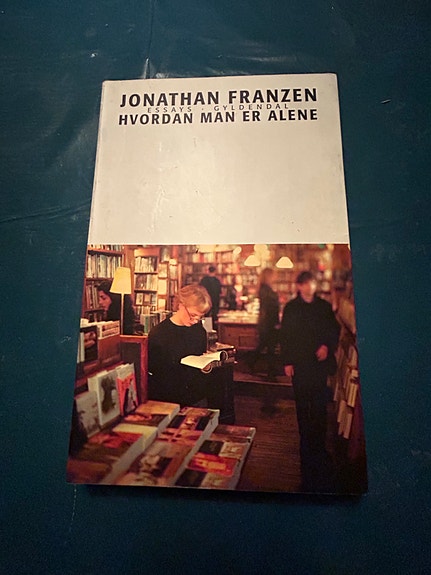 JONATHAN FRANZEN
ESSAYS · GYLDENDAL
HVORDAN MAN ER ALENE